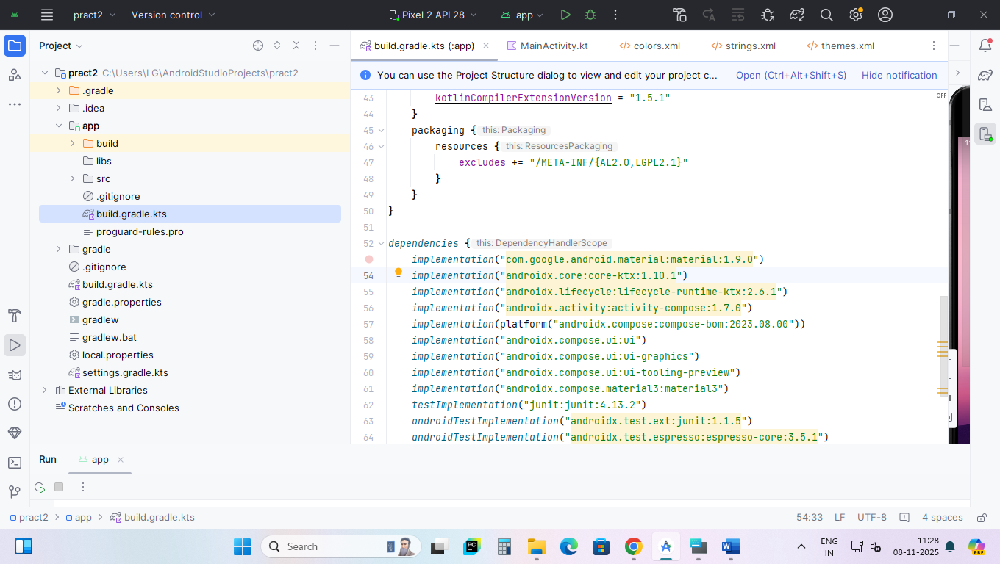 pract2
Version control
Pixel 2 API 28
app
Project
build.gradle.kts (:app)
MainActivity.kt
colors.xml
strings.xml
themes.xml
You can use the Project Structure dialog to view and edit your project c...
Open (Ctrl+Alt+Shift+S)
Hide notification
pract2 C:\Users\LG\AndroidStudioProjects\pract2
.gradle
.idea
app
build
libs
src
.gitignore
build.gradle.kts
proguard-rules.pro
gradle
.gitignore
build.gradle.kts
gradle.properties
gradlew
gradlew.bat
local.properties
settings.gradle.kts
External Libraries
Scratches and Consoles
OFF
43 kotlinCompilerExtensionVersion = "1.5.1"
44 }
45 packaging { this: Packaging
46 resources { this: ResourcesPackaging
47 excludes += "/META-INF/{AL2.0,LGPL2.1}"
48 }
49 }
50 }
51
52 dependencies { this: DependencyHandlerScope
implementation("com.google.android.material:material:1.9.0")
54 implementation("androidx.core:core-ktx:1.10.1")
55 implementation("androidx.lifecycle:lifecycle-runtime-ktx:2.6.1")
56 implementation("androidx.activity:activity-compose:1.7.0")
57 implementation(platform("androidx.compose:compose-bom:2023.08.00"))
58 implementation("androidx.compose.ui:ui")
59 implementation("androidx.compose.ui:ui-graphics")
60 implementation("androidx.compose.ui:ui-tooling-preview")
61 implementation("androidx.compose.material3:material3")
62 testImplementation("junit:junit:4.13.2")
63 androidTestImplementation("androidx.test.ext:junit:1.1.5")
64 androidTestImplementation("androidx.test.espresso:espresso-core:3.5.1")
Run
app
pract2 > app > build.gradle.kts
54:33
LF
UTF-8
4 spaces
Search
PC
W
ENG
IN
11:28
08-11-2025
PRE